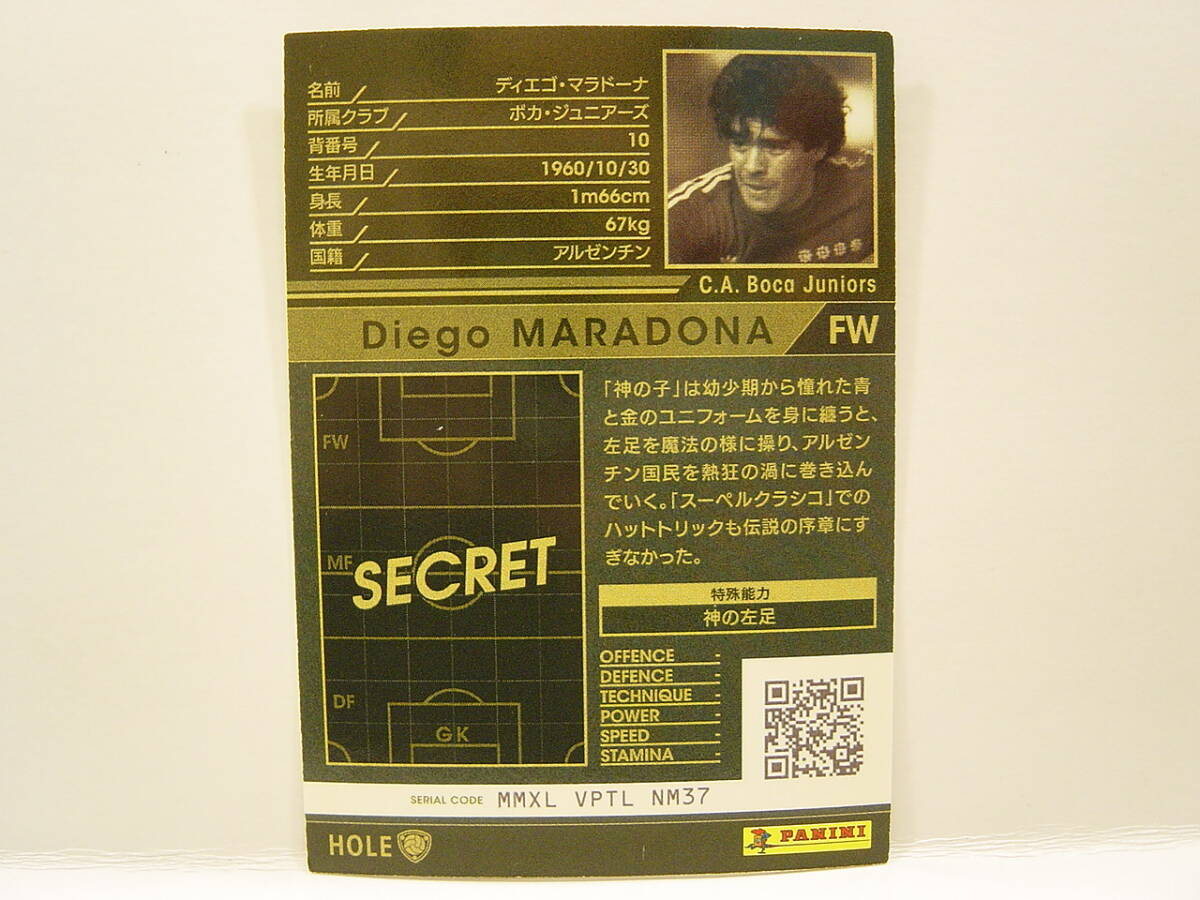 名前 ディエゴ・マラドーナ
所属クラブ ボカ・ジュニアーズ
背番号 10
生年月日 1960/10/30
身長 1m66cm
体重 67kg
国籍 アルゼンチン
C.A. Boca Juniors
Diego MARADONA FW
「神の子」は幼少期から憧れた青
と金のユニフォームを身に纏うと、
左足を魔法の様に操り、アルゼン
チン国民を熱狂の渦に巻き込ん
でいく。「スーペルクラシコ」での
ハットトリックも伝説の序章にす
ぎなかった。
FW
MF
SECRET
DF
GK
特殊能力
神の左足
OFFENCE -
DEFENCE -
TECHNIQUE -
POWER -
SPEED -
STAMINA -
SERIAL CODE MMXL VPTL NM37
HOLE
PANINI